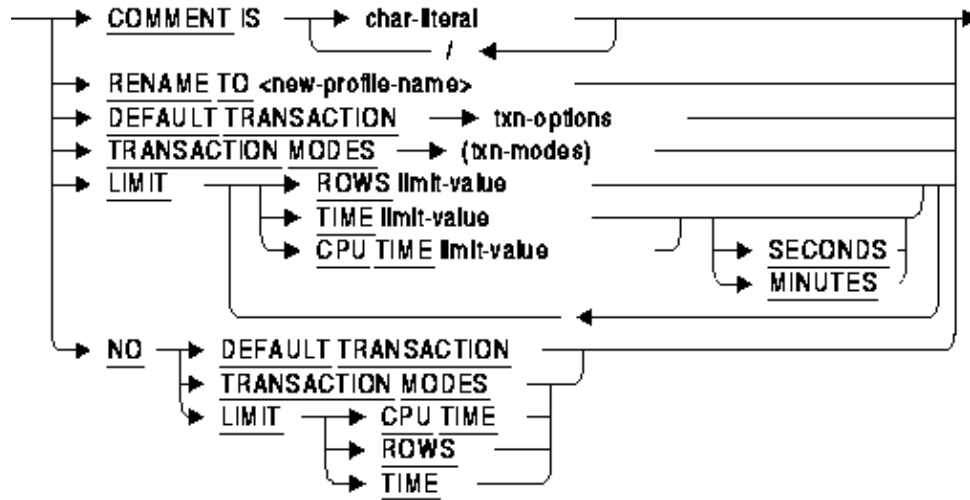 COMMENT IS char-literal
/
RENAME TO <new-profile-name>
DEFAULT TRANSACTION txn-options
TRANSACTION MODES (txn-modes)
LIMIT ROWS limit-value
TIME limit-value
CPU TIME limit-value SECONDS
MINUTES
NO DEFAULT TRANSACTION
TRANSACTION MODES
LIMIT CPU TIME
ROWS
TIME